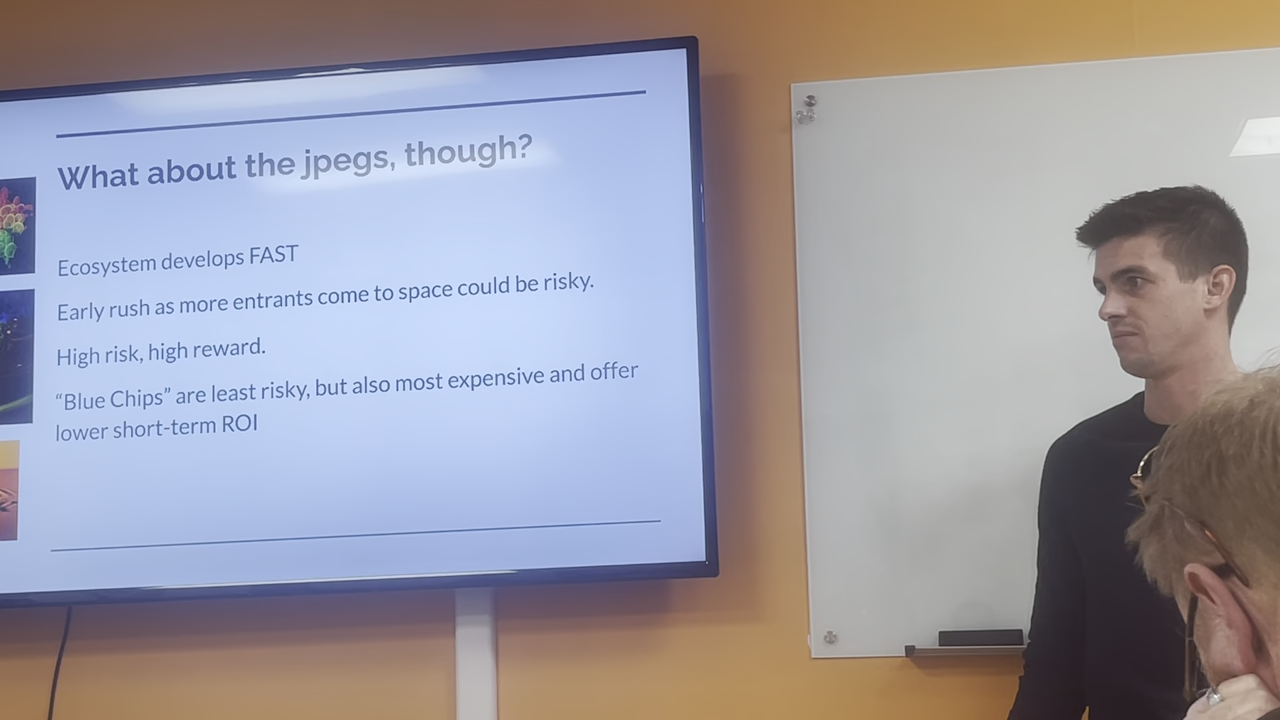 What about the jpegs, though?
Ecosystem develops FAST
Early rush as more entrants come to space could be risky.
High risk, high reward.
“Blue Chips” are least risky, but also most expensive and offer
lower short-term ROI